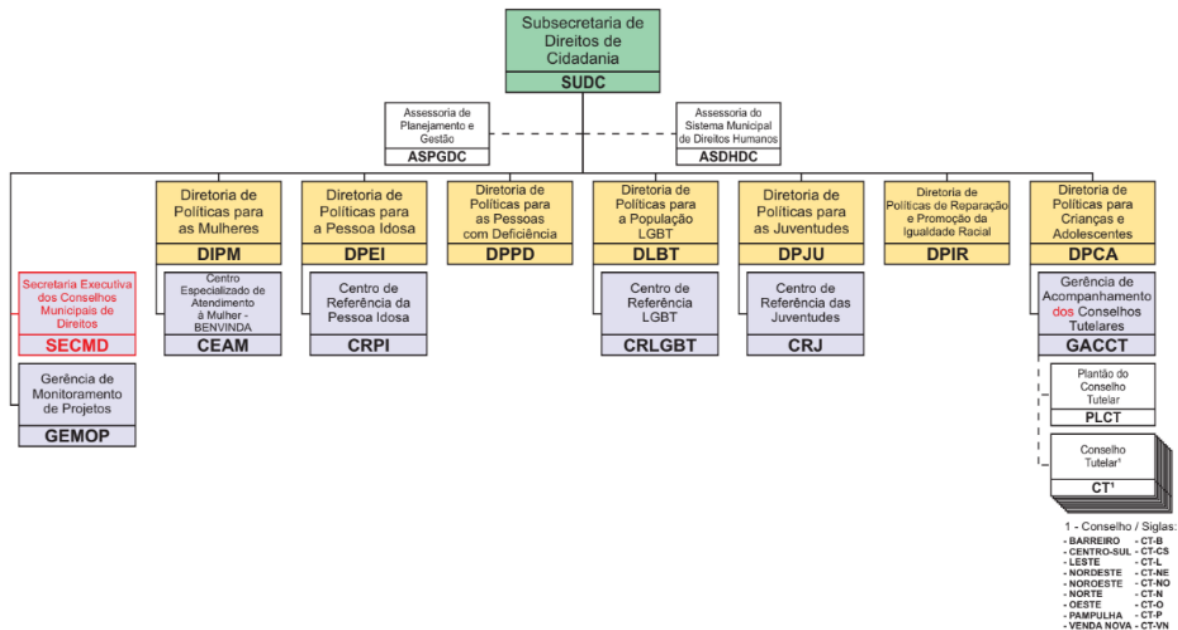 Subsecretaria de
Direitos de
Cidadania
SUDC
Assessoria de
Planejamento e
Gestão
ASPGDC
Assessoria do
Sistema Municipal
de Direitos Humanos
ASDHDC
Diretoria de
Políticas para
as Mulheres
DIPM
Diretoria de
Políticas para
a Pessoa Idosa
DPEI
Diretoria de
Políticas para
as Pessoas
com Deficiência
DPPD
Diretoria de
Políticas para
a População
LGBT
DLBT
Diretoria de
Políticas para
as Juventudes
DPJU
Diretoria de
Políticas de Reparação
e Promoção da
Igualdade Racial
DPIR
Diretoria de
Políticas para
Crianças e
Adolescentes
DPCA
Secretaria Executiva
dos Conselhos
Municipais de
Direitos
SECMD
Centro
Especializado de
Atendimento
à Mulher -
BENVINDA
CEAM
Centro de
Referência da
Pessoa Idosa
CRPI
Centro de
Referência
LGBT
CRLGBT
Centro de
Referência das
Juventudes
CRJ
Gerência de
Acompanhamento
dos Conselhos
Tutelares
GACCT
Gerência de
Monitoramento
de Projetos
GEMOP
Plantão do
Conselho
Tutelar
PLCT
Conselho
Tutelar¹
CT¹
1 - Conselho / Siglas:
- BARREIRO - CT-B
- CENTRO-SUL - CT-CS
- LESTE - CT-L
- NORDESTE - CT-NE
- NOROESTE - CT-NO
- NORTE - CT-N
- OESTE - CT-O
- PAMPULHA - CT-P
- VENDA NOVA - CT-VN